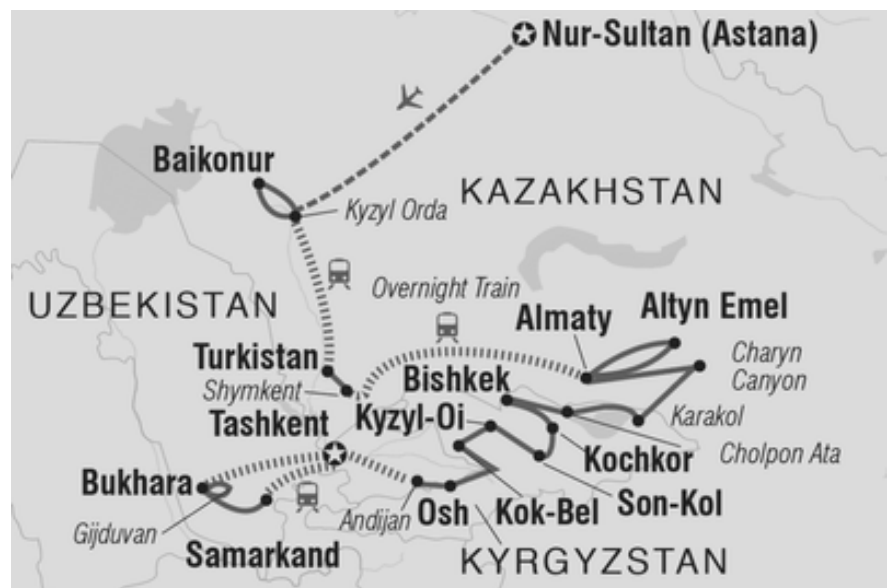 Nur-Sultan (Astana)
Baikonur
Kyzyl Orda
KAZAKHSTAN
UZBEKISTAN
Overnight Train
Almaty
Altyn Emel
Turkistan
Charyn
Canyon
Shymkent
Bishkek
Tashkent
Kyzyl-Oi
Karakol
Kochkor
Cholpon Ata
Bukhara
Gijduvan
Samarkand
Andijan
Osh
Kok-Bel
Son-Kol
KYRGYZSTAN